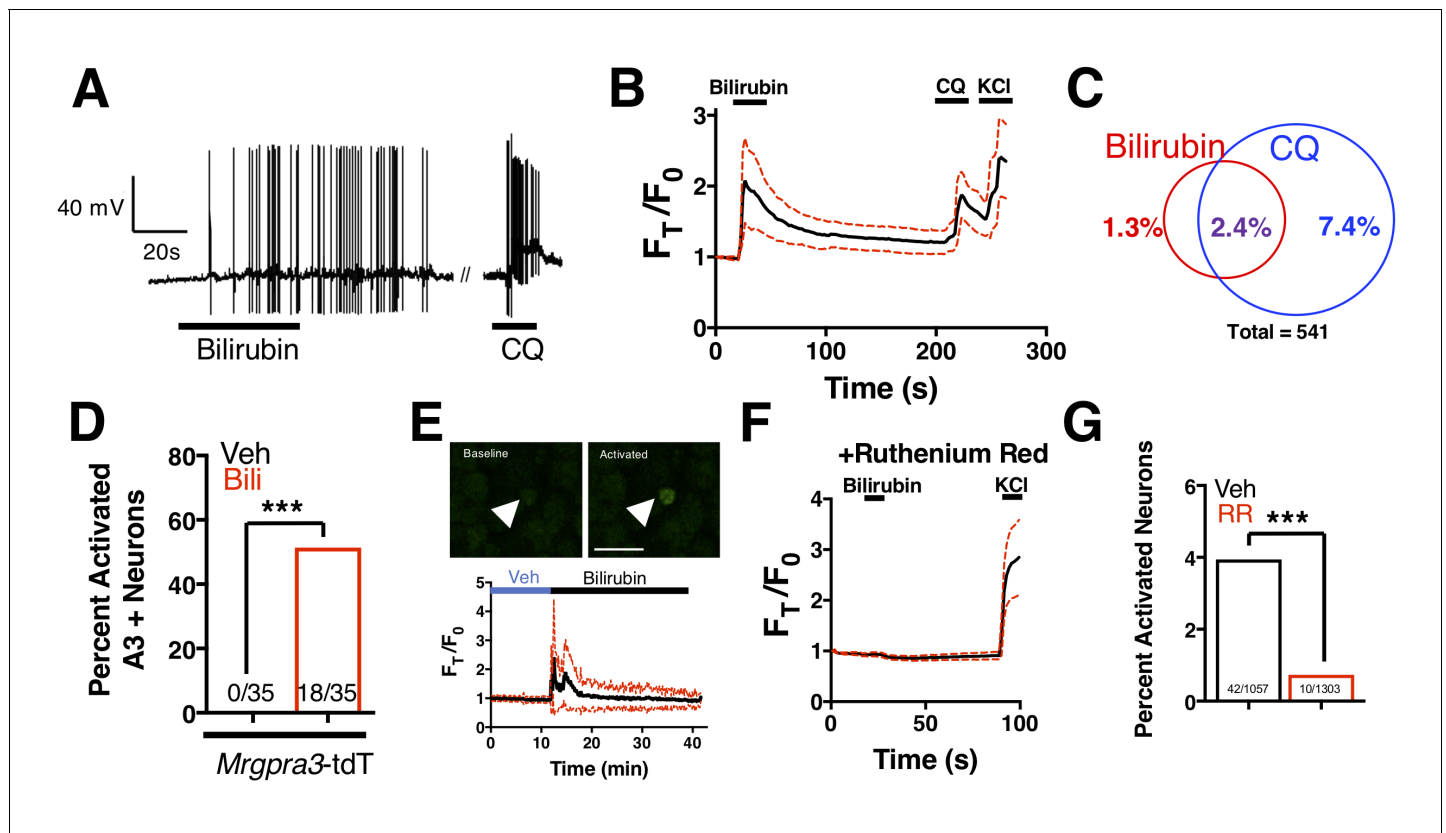 A
40 mV
20s
//
Bilirubin
CQ
B
Bilirubin
CQ KCl
F_T/F_0
3
2
1
0
0 100 200 300
Time (s)
C
Bilirubin CQ
1.3% 2.4% 7.4%
Total = 541
D
Percent Activated
A3 + Neurons
80
60
40
20
0
Veh
Bili
***
0/35 18/35
Mrgpra3-tdT
E
Baseline
Activated
Veh Bilirubin
F_T/F_0
5
4
3
2
1
0
0 10 20 30 40
Time (min)
F
+Ruthenium Red
Bilirubin KCl
F_T/F_0
4
3
2
1
0
0 50 100
Time (s)
G
Percent Activated Neurons
6
4
2
0
Veh
RR
***
42/1057 10/1303